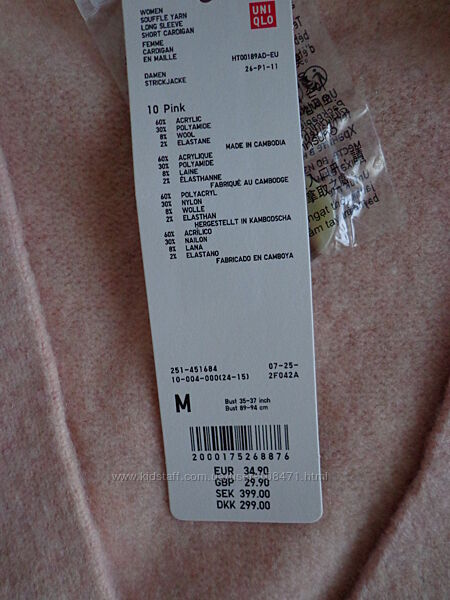 WOMEN
SOUFFLE YARN
LONG SLEEVE
SHORT CARDIGAN
FEMME
CARDIGAN
EN MAILLE
DAMEN
STRICKJACKE
UNI
QLO
HT00189AD-EU
26-P1-11
10 Pink
60% ACRYLIC
30% POLYAMIDE
8% WOOL
2% ELASTANE
MADE IN CAMBODIA
60% ACRYLIQUE
30% POLYAMIDE
8% LAINE
2% ÉLASTHANNE
FABRIQUÉ AU CAMBODGE
60% POLYACRYL
30% NYLON
8% WOLLE
2% ELASTHAN
HERGESTELLT IN KAMBODSCHA
60% ACRÍLICO
30% NAILON
8% LANA
2% ELASTANO
FABRICADO EN CAMBOYA
251-451684 07-25-
10-004-000(24-15) 2F042A
M Bust 35-37 inch
Bust 89-94 cm
2000175268876
EUR 34.90
GBP 29.90
SEK 399.00
DKK 299.00